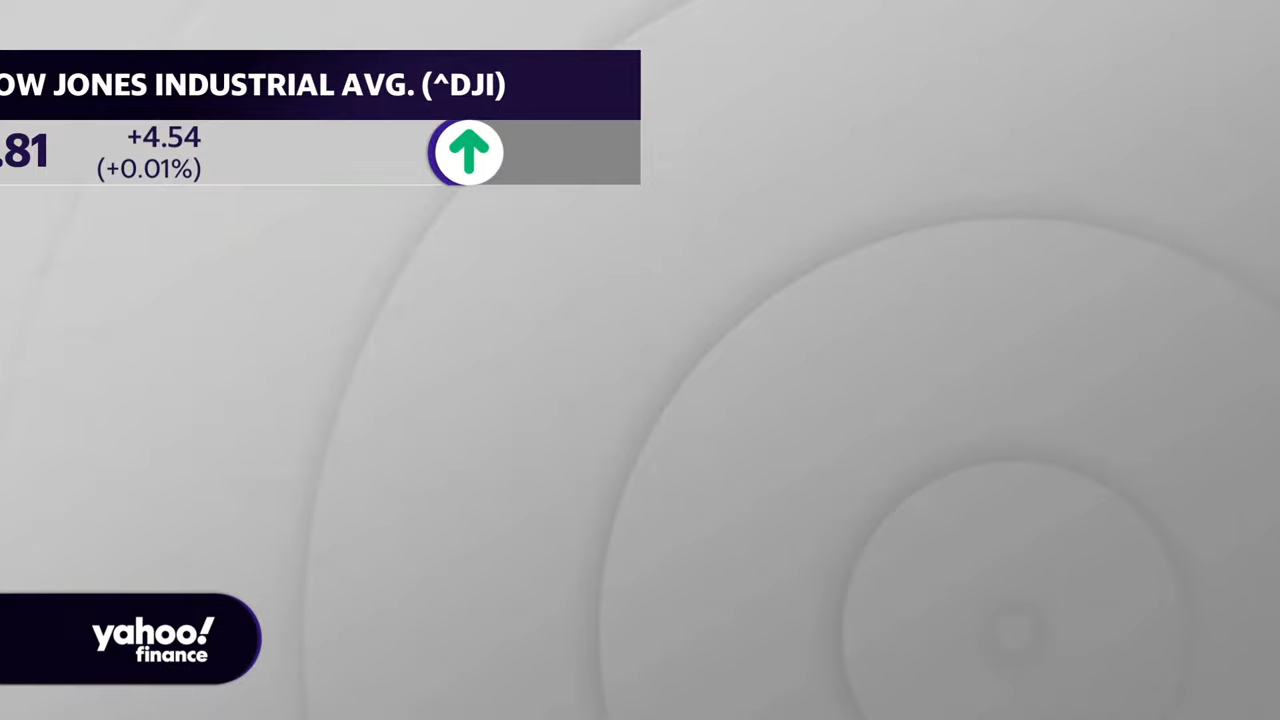 OW JONES INDUSTRIAL AVG. (^DJI)
.81
+4.54
(+0.01%)
yahoo!
finance